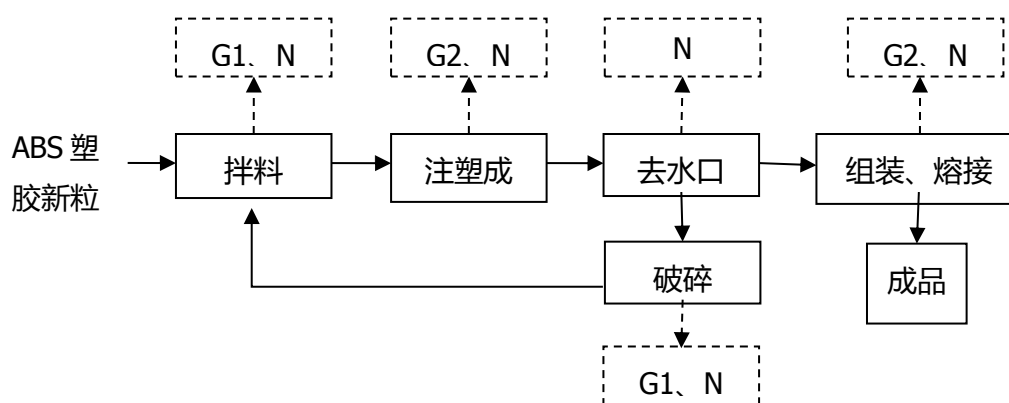 G1、N
G2、N
N
G2、N
ABS 塑
胶新粒
拌料
注塑成
去水口
组装、熔接
破碎
成品
G1、N